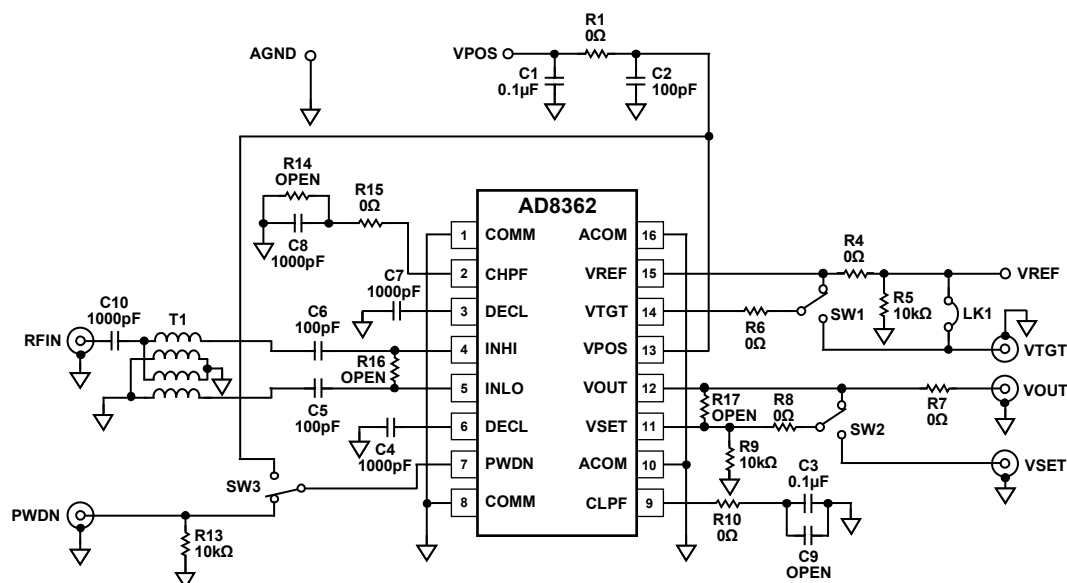 R1
0Ω
AGND
VPOS
C1
0.1µF
C2
100pF
R14
OPEN
R15
0Ω
C8
1000pF
AD8362
1 COMM
ACOM 16
2 CHPF
VREF 15
3 DECL
VTGT 14
4 INHI
VPOS 13
5 INLO
VOUT 12
6 DECL
VSET 11
7 PWDN
ACOM 10
8 COMM
CLPF 9
C7
1000pF
C10
1000pF
T1
RFIN
C6
100pF
R16
OPEN
C5
100pF
C4
1000pF
SW3
PWDN
R13
10kΩ
R4
0Ω
VREF
R5
10kΩ
LK1
SW1
R6
0Ω
VTGT
VOUT
R17
OPEN
R8
0Ω
R7
0Ω
SW2
R9
10kΩ
VSET
C3
0.1µF
R10
0Ω
C9
OPEN